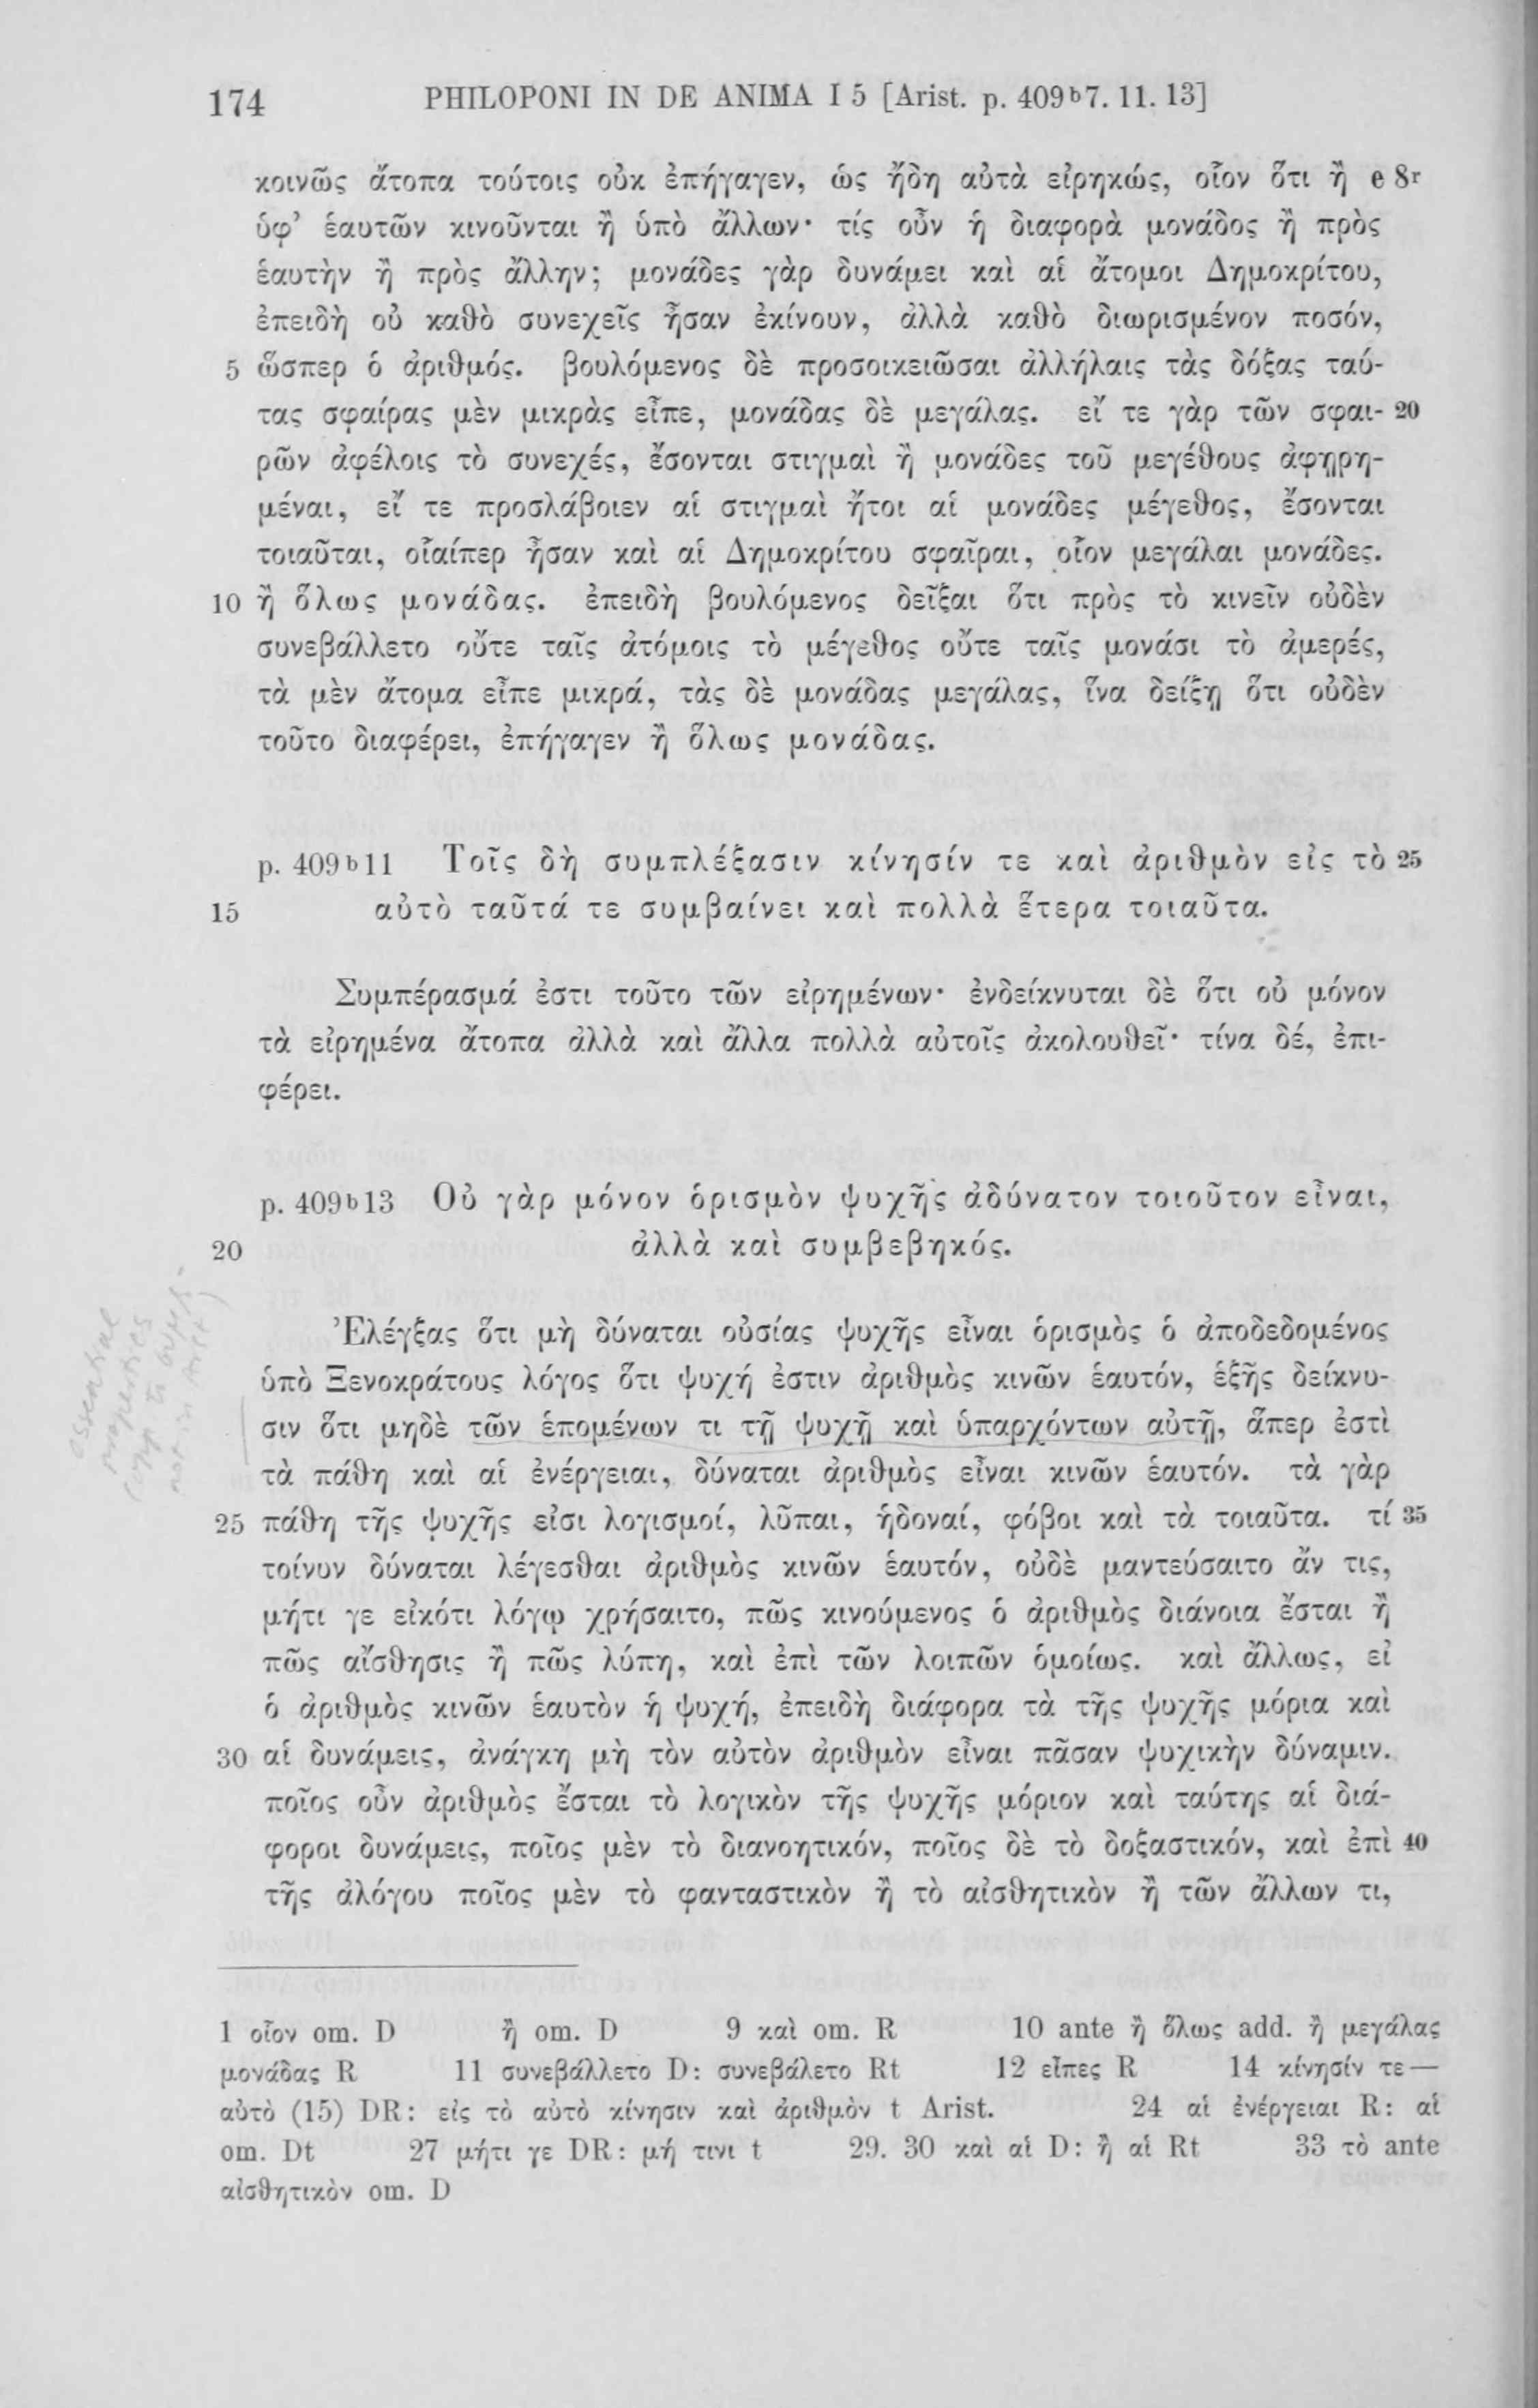 174 PHILOPONI IN DE ANIMA I 5 [Arist. p. 409ᵇ7. 11. 13]
κοινῶς ἄτοπα τούτοις οὐκ ἐπήγαγεν, ὡς ἤδη αὐτὰ εἰρηκώς, οἷον ὅτι ἢ e 8ʳ
ὑφ’ ἑαυτῶν κινοῦνται ἢ ὑπὸ ἄλλων· τίς οὖν ἡ διαφορὰ μονάδος ἢ πρὸς
ἑαυτὴν ἢ πρὸς ἄλλην; μονάδες γὰρ δυνάμει καὶ αἱ ἄτομοι Δημοκρίτου,
ἐπειδὴ οὐ καθὸ συνεχεῖς ἦσαν ἐκίνουν, ἀλλὰ καθὸ διωρισμένον ποσόν,
5 ὥσπερ ὁ ἀριθμός. βουλόμενος δὲ προσοικειῶσαι ἀλλήλαις τὰς δόξας ταύ-
τας σφαίρας μὲν μικρὰς εἶπε, μονάδας δὲ μεγάλας. εἴ τε γὰρ τῶν σφαι- 20
ρῶν ἀφέλοις τὸ συνεχές, ἔσονται στιγμαὶ ἢ μονάδες τοῦ μεγέθους ἀφῃρη-
μέναι, εἴ τε προσλάβοιεν αἱ στιγμαὶ ἤτοι αἱ μονάδες μέγεθος, ἔσονται
τοιαῦται, οἷαίπερ ἦσαν καὶ αἱ Δημοκρίτου σφαῖραι, οἷον μεγάλαι μονάδες.
10 ἢ ὅλως μονάδας. ἐπειδὴ βουλόμενος δεῖξαι ὅτι πρὸς τὸ κινεῖν οὐδὲν
συνεβάλλετο οὔτε ταῖς ἀτόμοις τὸ μέγεθος οὔτε ταῖς μονάσι τὸ ἀμερές,
τὰ μὲν ἄτομα εἶπε μικρά, τὰς δὲ μονάδας μεγάλας, ἵνα δείξῃ ὅτι οὐδὲν
τοῦτο διαφέρει, ἐπήγαγεν ἢ ὅλως μονάδας.
p. 409ᵇ11 Τοῖς δὴ συμπλέξασιν κίνησίν τε καὶ ἀριθμὸν εἰς τὸ 25
15 αὐτὸ ταῦτά τε συμβαίνει καὶ πολλὰ ἕτερα τοιαῦτα.
Συμπέρασμά ἐστι τοῦτο τῶν εἰρημένων· ἐνδείκνυται δὲ ὅτι οὐ μόνον
τὰ εἰρημένα ἄτοπα ἀλλὰ καὶ ἄλλα πολλὰ αὐτοῖς ἀκολουθεῖ· τίνα δέ, ἐπι-
φέρει.
p. 409ᵇ13 Οὐ γὰρ μόνον ὁρισμὸν ψυχῆς ἀδύνατον τοιοῦτον εἶναι,
20 ἀλλὰ καὶ συμβεβηκός.
Ἐλέγξας ὅτι μὴ δύναται οὐσίας ψυχῆς εἶναι ὁρισμὸς ὁ ἀποδεδομένος
ὑπὸ Ξενοκράτους λόγος ὅτι ψυχή ἐστιν ἀριθμὸς κινῶν ἑαυτόν, ἑξῆς δείκνυ-
σιν ὅτι μηδὲ τῶν ἑπομένων τι τῇ ψυχῇ καὶ ὑπαρχόντων αὐτῇ, ἅπερ ἐστὶ
τὰ πάθη καὶ αἱ ἐνέργειαι, δύναται ἀριθμὸς εἶναι κινῶν ἑαυτόν. τὰ γὰρ
25 πάθη τῆς ψυχῆς εἰσι λογισμοί, λῦπαι, ἡδοναί, φόβοι καὶ τὰ τοιαῦτα. τί 35
τοίνυν δύναται λέγεσθαι ἀριθμὸς κινῶν ἑαυτόν, οὐδὲ μαντεύσαιτο ἄν τις,
μήτι γε εἰκότι λόγῳ χρήσαιτο, πῶς κινούμενος ὁ ἀριθμὸς διάνοια ἔσται ἢ
πῶς αἴσθησις ἢ πῶς λύπη, καὶ ἐπὶ τῶν λοιπῶν ὁμοίως. καὶ ἄλλως, εἰ
ὁ ἀριθμὸς κινῶν ἑαυτὸν ἡ ψυχή, ἐπειδὴ διάφορα τὰ τῆς ψυχῆς μόρια καὶ
30 αἱ δυνάμεις, ἀνάγκη μὴ τὸν αὐτὸν ἀριθμὸν εἶναι πᾶσαν ψυχικὴν δύναμιν.
ποῖος οὖν ἀριθμὸς ἔσται τὸ λογικὸν τῆς ψυχῆς μόριον καὶ ταύτης αἱ διά-
φοροι δυνάμεις, ποῖος μὲν τὸ διανοητικόν, ποῖος δὲ τὸ δοξαστικόν, καὶ ἐπὶ 40
τῆς ἀλόγου ποῖος μὲν τὸ φανταστικὸν ἢ τὸ αἰσθητικὸν ἢ τῶν ἄλλων τι,
essential
properties
1 οἷον om. D ἢ om. D 9 καὶ om. R 10 ante ἢ ὅλως add. ἢ μεγάλας
μονάδας R 11 συνεβάλλετο D: συνεβάλετο Rt 12 εἶπες R 14 κίνησίν τε—
αὐτὸ (15) DR: εἰς τὸ αὐτὸ κίνησιν καὶ ἀριθμὸν t Arist. 24 αἱ ἐνέργειαι R: αἱ
om. Dt 27 μήτι γε DR: μή τινι t 29. 30 καὶ αἱ D: ἢ αἱ Rt 33 τὸ ante
αἰσθητικὸν om. D